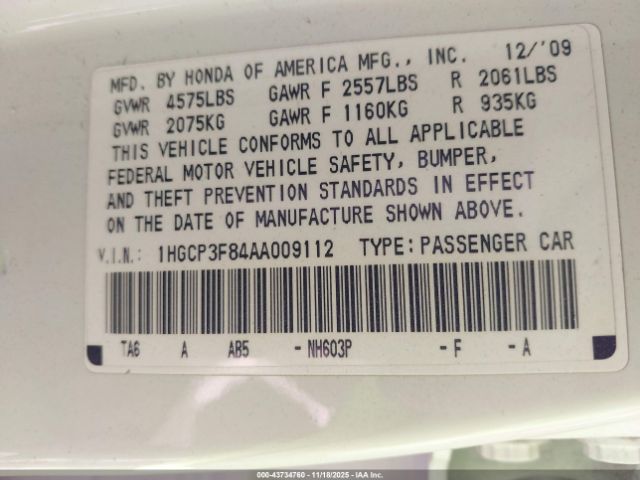 MFD. BY HONDA OF AMERICA MFG., INC. 12/'09
GVWR 4575LBS GAWR F 2557LBS R 2061LBS
GVWR 2075KG GAWR F 1160KG R 935KG
THIS VEHICLE CONFORMS TO ALL APPLICABLE
FEDERAL MOTOR VEHICLE SAFETY, BUMPER,
AND THEFT PREVENTION STANDARDS IN EFFECT
ON THE DATE OF MANUFACTURE SHOWN ABOVE.
V.I.N.: 1HGCP3F84AA009112 TYPE: PASSENGER CAR
TA6 A AB5 - NH603P - F - A
000-43734760 - 11/18/2025 - IAA Inc.